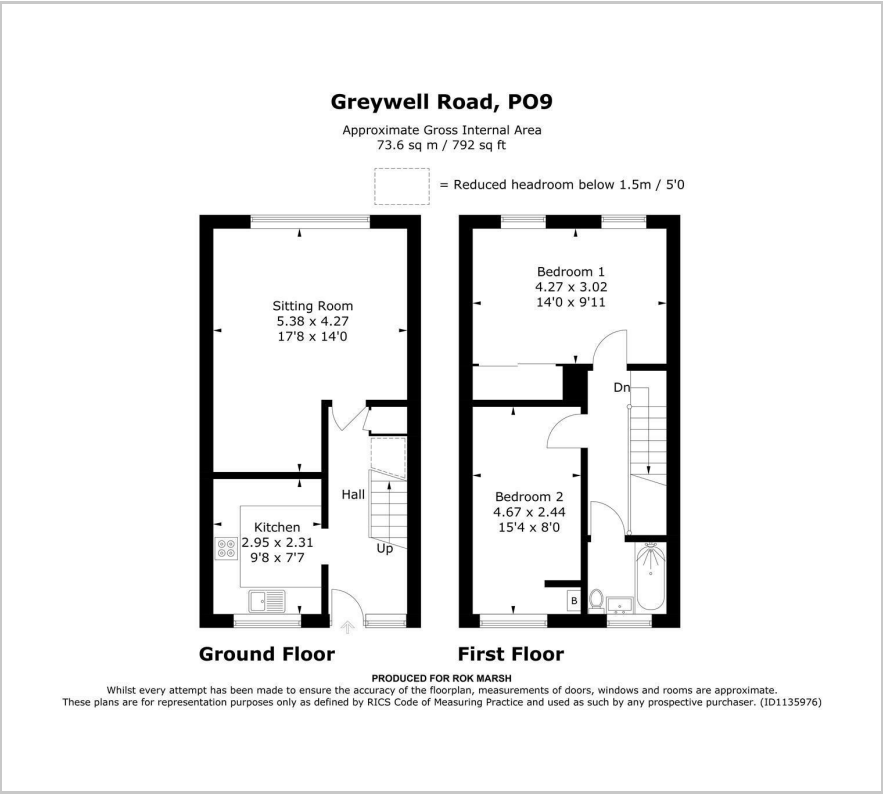 Greywell Road, PO9
Approximate Gross Internal Area
73.6 sq m / 792 sq ft
= Reduced headroom below 1.5m / 5'0
Sitting Room
5.38 x 4.27
17'8 x 14'0
Hall
Kitchen
2.95 x 2.31
9'8 x 7'7
Up
Bedroom 1
4.27 x 3.02
14'0 x 9'11
Dn
Bedroom 2
4.67 x 2.44
15'4 x 8'0
B
Ground Floor
First Floor
PRODUCED FOR ROK MARSH
Whilst every attempt has been made to ensure the accuracy of the floorplan, measurements of doors, windows and rooms are approximate.
These plans are for representation purposes only as defined by RICS Code of Measuring Practice and used as such by any prospective purchaser. (ID1135976)